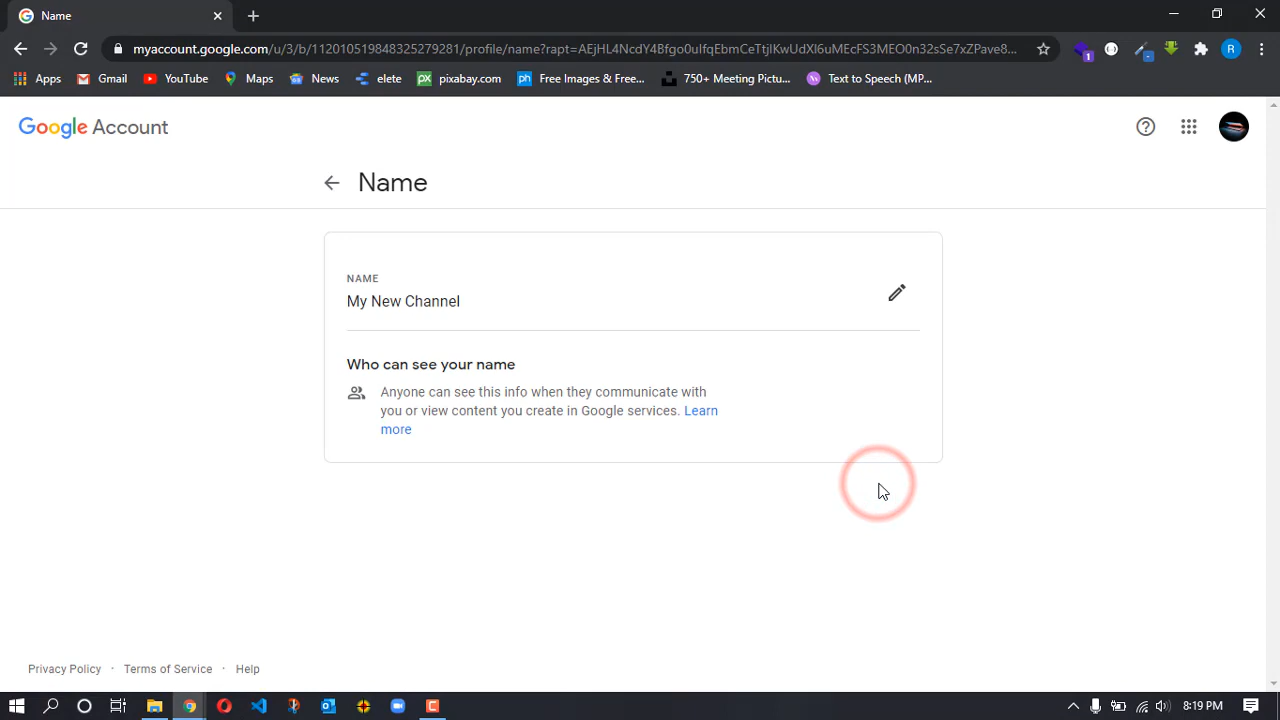 Name
myaccount.google.com/u/3/b/112010519848325279281/profile/name?rapt=AEjHL4NcdY4Bfgo0uIfqEbmCeTtjlKwUdXl6uMEcFS3MEO0n32sSe7xZPave8...
1
R
Apps
Gmail
YouTube
Maps
News
elete
px pixabay.com
ph Free Images & Free...
750+ Meeting Pictu...
Text to Speech (MP...
Google Account
Name
NAME
My New Channel
Who can see your name
Anyone can see this info when they communicate with
you or view content you create in Google services. Learn
more
Privacy Policy · Terms of Service · Help
8:19 PM